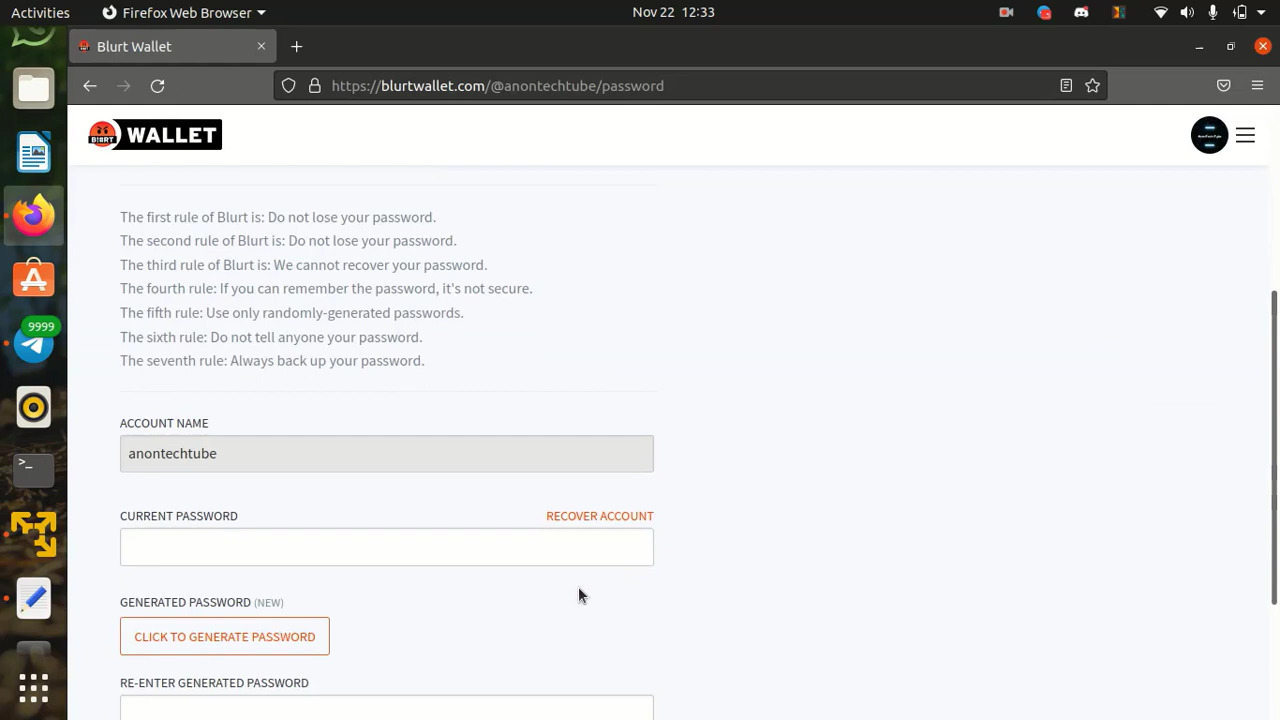 Activities
Firefox Web Browser
Nov 22 12:33
Blurt Wallet
https://blurtwallet.com/@anontechtube/password
BLURT WALLET
The first rule of Blurt is: Do not lose your password.
The second rule of Blurt is: Do not lose your password.
The third rule of Blurt is: We cannot recover your password.
The fourth rule: If you can remember the password, it's not secure.
The fifth rule: Use only randomly-generated passwords.
The sixth rule: Do not tell anyone your password.
The seventh rule: Always back up your password.
9999
ACCOUNT NAME
anontechtube
>_
CURRENT PASSWORD RECOVER ACCOUNT
GENERATED PASSWORD (NEW)
CLICK TO GENERATE PASSWORD
RE-ENTER GENERATED PASSWORD